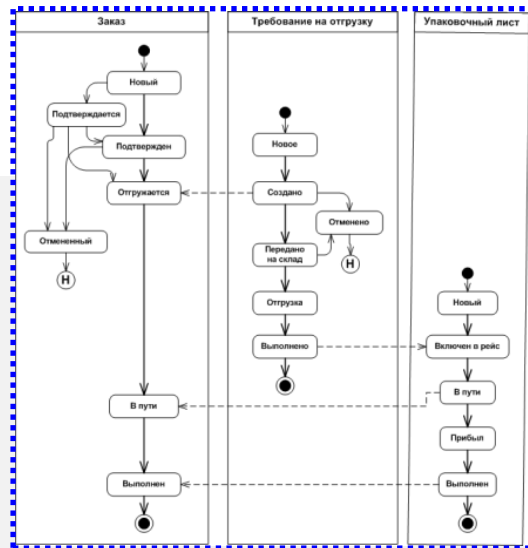 Заказ
Новый
Подтверждается
Подтвержден
Отгружается
Отмененный
H
В пути
Выполнен
Требование на отгрузку
Новое
Создано
Отменено
Передано
на склад
H
Отгрузка
Выполнено
Упаковочный лист
Новый
Включен в рейс
В пути
Прибыл
Выполнен